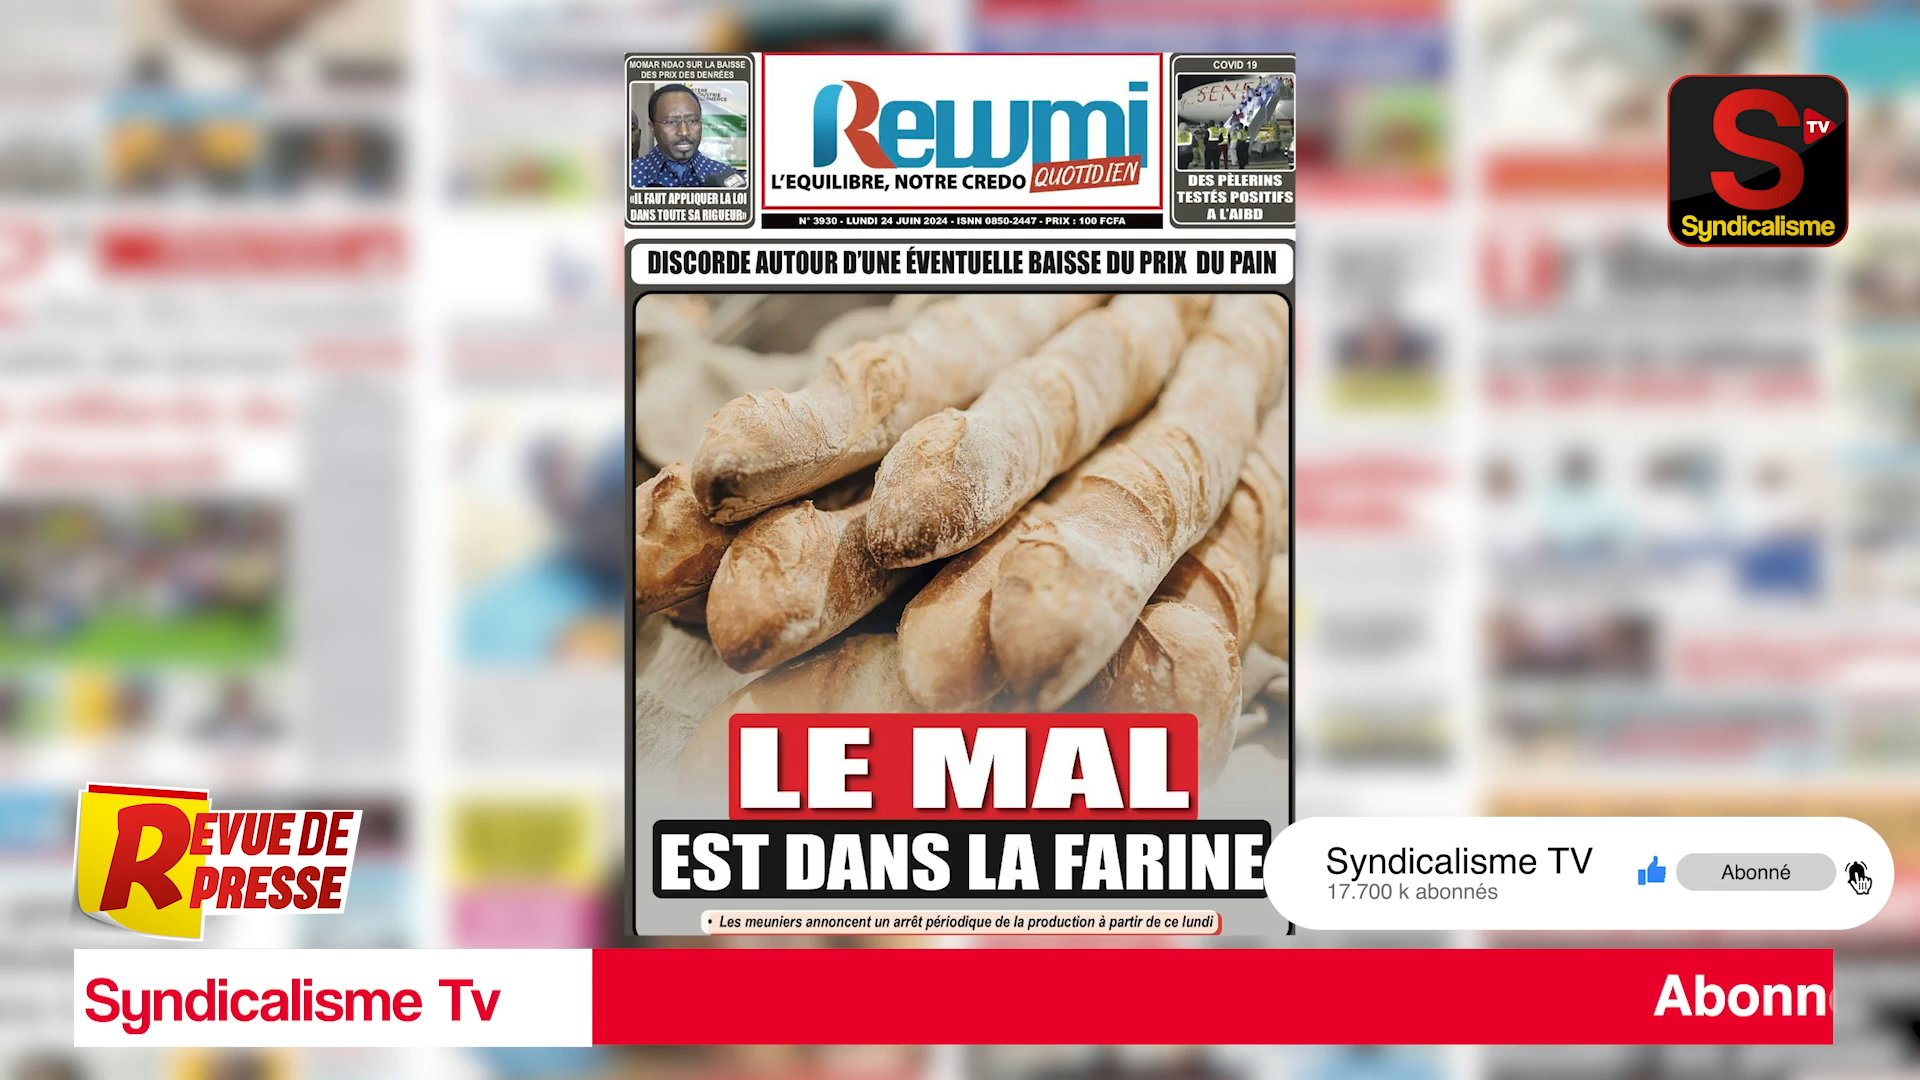 MOMAR NDAO SUR LA BAISSE
DES PRIX DES DENRÉES
«IL FAUT APPLIQUER LA LOI
DANS TOUTE SA RIGUEUR»
Rewmi
L'EQUILIBRE, NOTRE CREDO QUOTIDIEN
N° 3930 - LUNDI 24 JUIN 2024 - ISNN 0850-2447 - PRIX : 100 FCFA
COVID 19
DES PÈLERINS
TESTÉS POSITIFS
A L'AIBD
S TV
Syndicalisme
DISCORDE AUTOUR D'UNE ÉVENTUELLE BAISSE DU PRIX DU PAIN
LE MAL
EST DANS LA FARINE
• Les meuniers annoncent un arrêt périodique de la production à partir de ce lundi
REVUE DE
PRESSE
Syndicalisme TV
17.700 k abonnés
Abonné
Syndicalisme Tv
Abonn